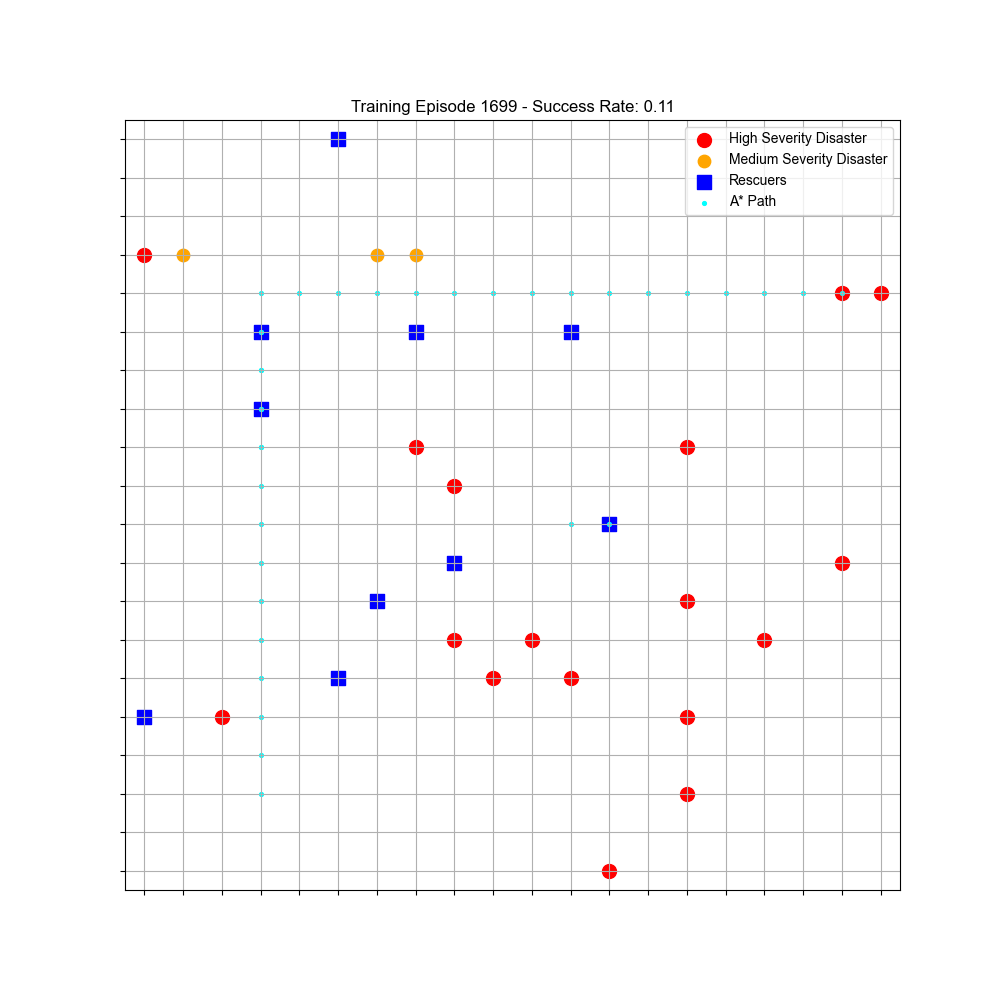 Training Episode 1699 - Success Rate: 0.11
High Severity Disaster
Medium Severity Disaster
Rescuers
A* Path